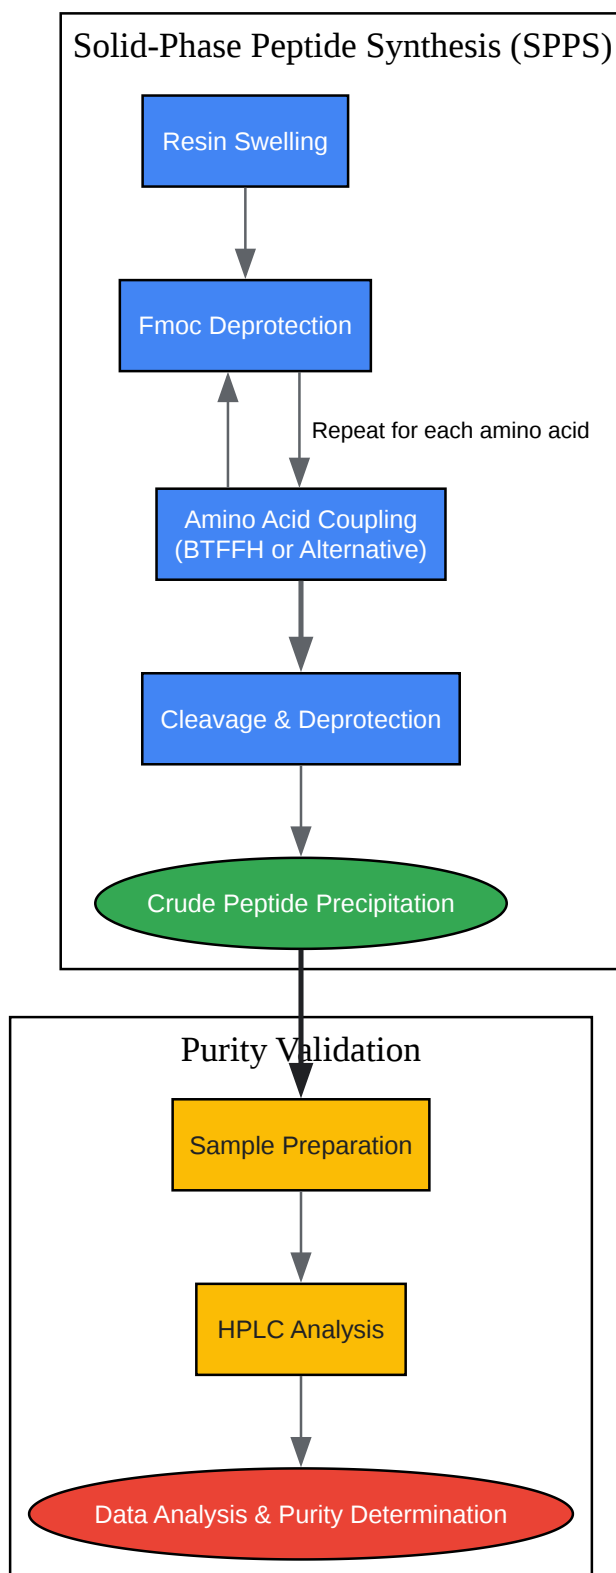 Solid-Phase Peptide Synthesis (SPPS)
Resin Swelling
Fmoc Deprotection
Repeat for each amino acid
Amino Acid Coupling
(BTFFH or Alternative)
Cleavage & Deprotection
Crude Peptide Precipitation
Purity Validation
Sample Preparation
HPLC Analysis
Data Analysis & Purity Determination